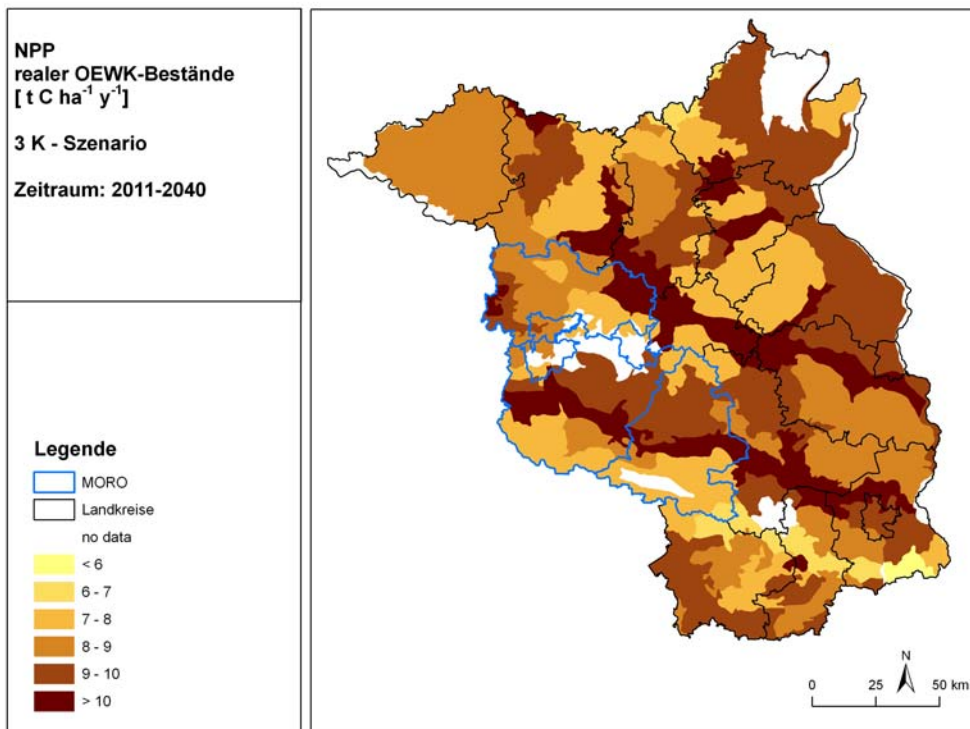 NPP
realer OEWK-Bestände
[ t C ha⁻¹ y⁻¹]
3 K - Szenario
Zeitraum: 2011-2040
Legende
MORO
Landkreise
no data
< 6
6 - 7
7 - 8
8 - 9
9 - 10
> 10
N
0 25 50 km